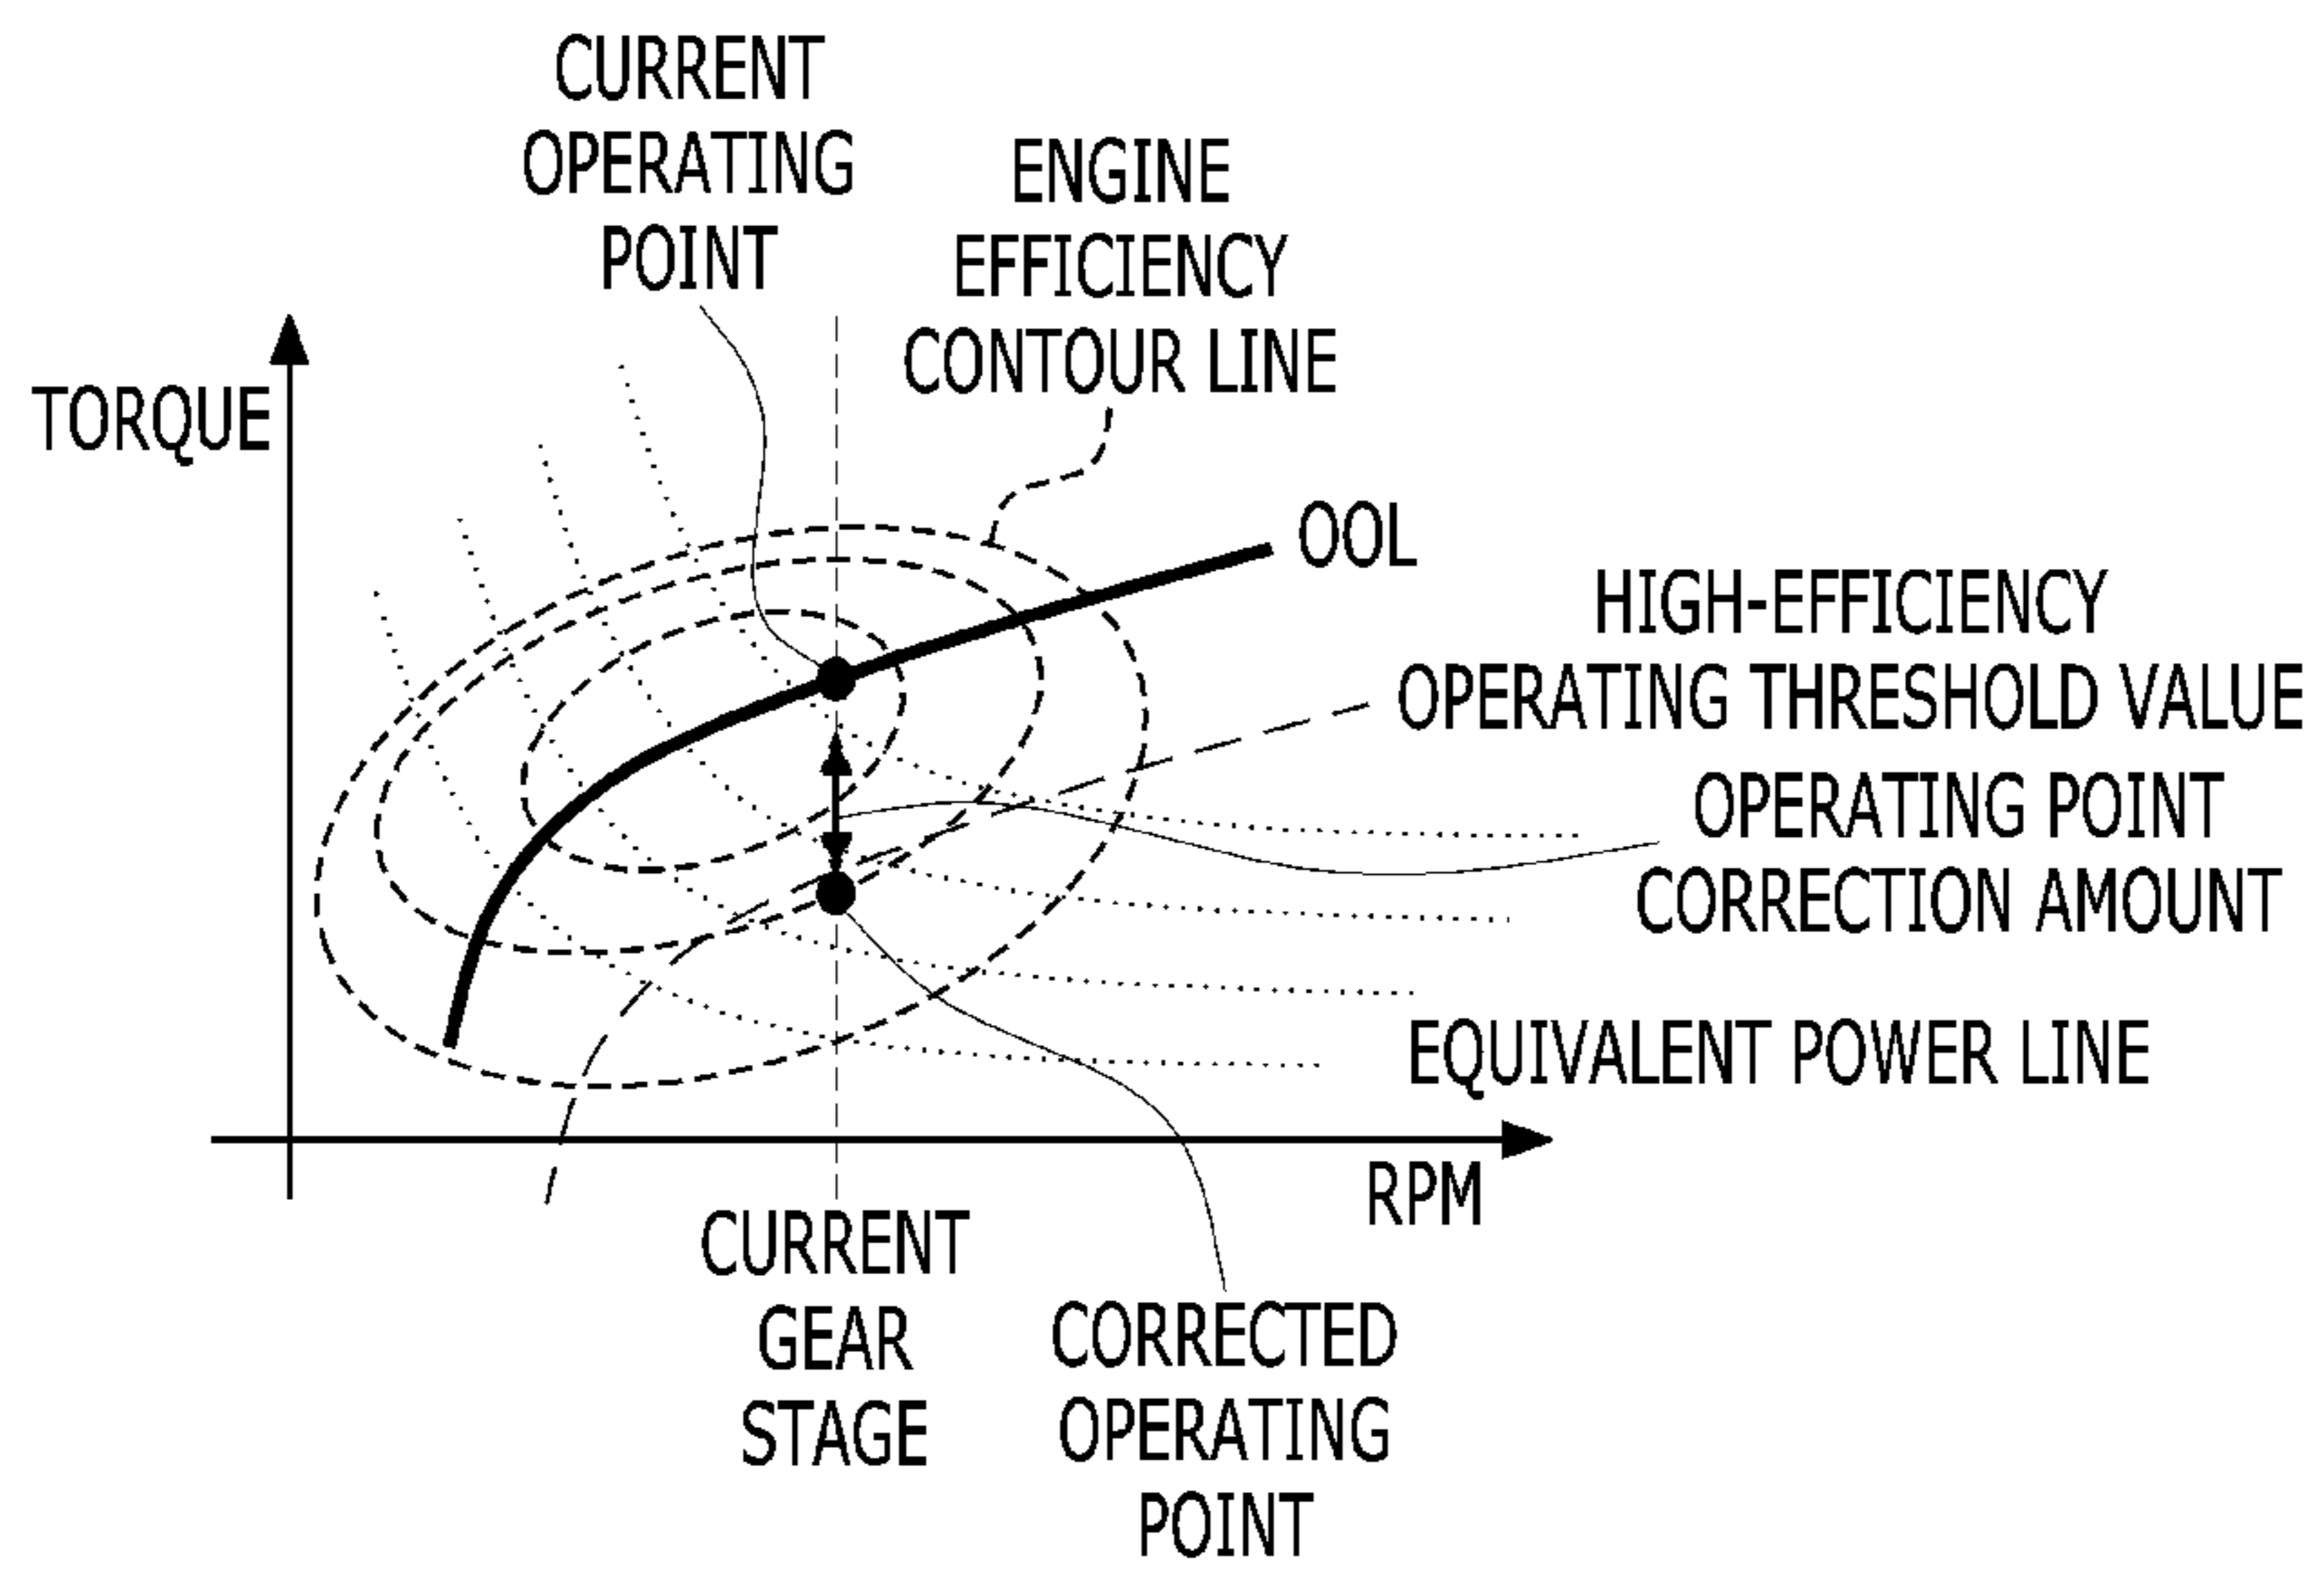 CURRENT
OPERATING
POINT
ENGINE
EFFICIENCY
CONTOUR LINE
TORQUE
OOL
HIGH-EFFICIENCY
OPERATING THRESHOLD VALUE
OPERATING POINT
CORRECTION AMOUNT
EQUIVALENT POWER LINE
RPM
CURRENT
GEAR
STAGE
CORRECTED
OPERATING
POINT